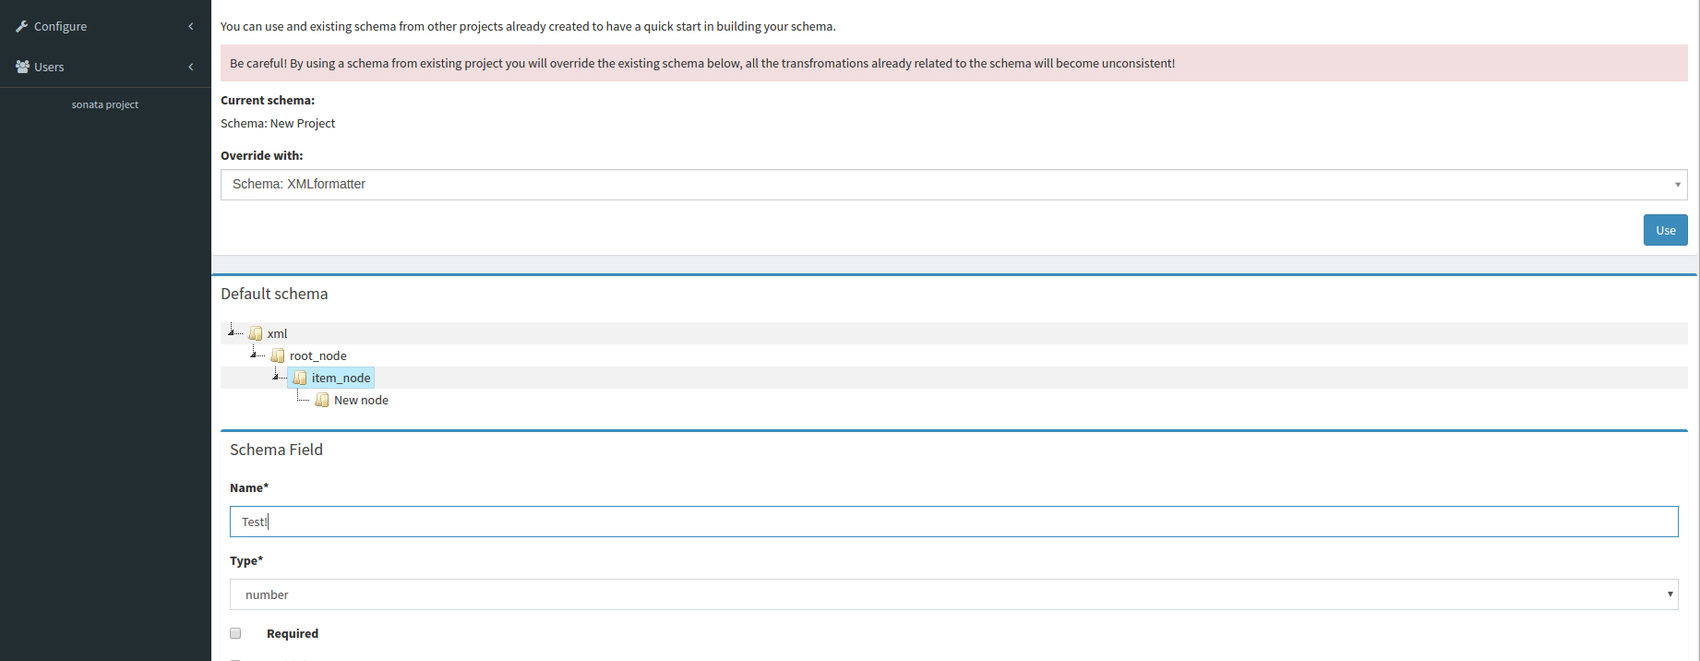 Configure
Users
sonata project
You can use and existing schema from other projects already created to have a quick start in building your schema.
Be careful! By using a schema from existing project you will override the existing schema below, all the transfromations already related to the schema will become unconsistent!
Current schema:
Schema: New Project
Override with:
Schema: XMLformatter
Use
Default schema
xml
root_node
item_node
New node
Schema Field
Name*
Test!
Type*
number
Required